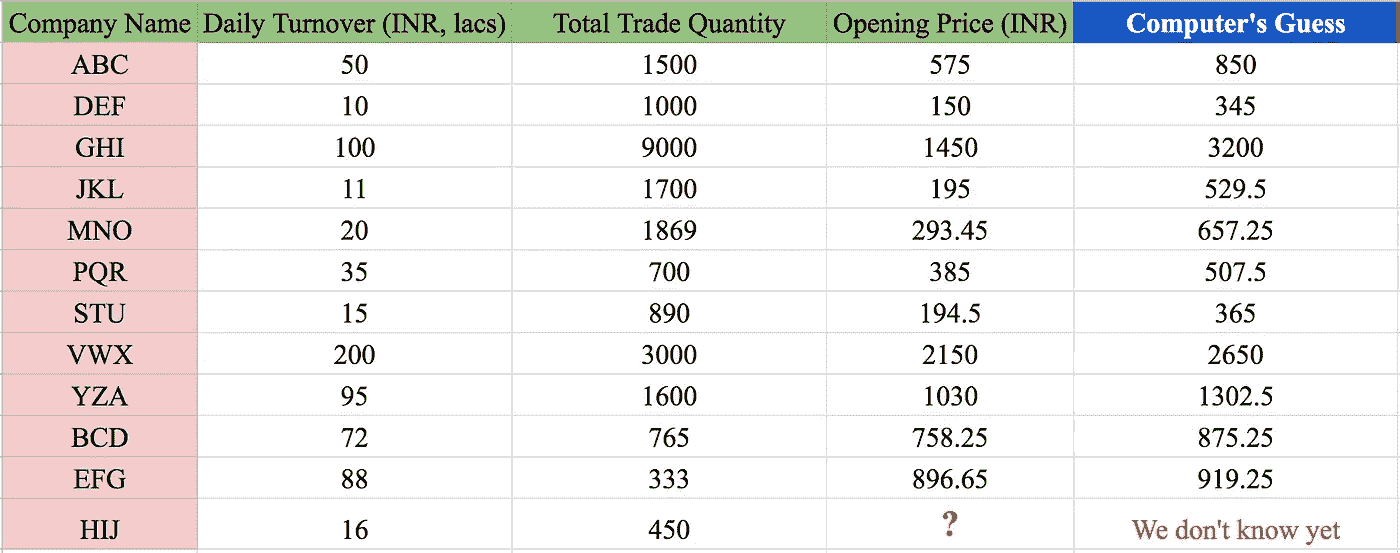 Company Name Daily Turnover (INR, lacs) Total Trade Quantity Opening Price (INR) Computer's Guess
ABC 50 1500 575 850
DEF 10 1000 150 345
GHI 100 9000 1450 3200
JKL 11 1700 195 529.5
MNO 20 1869 293.45 657.25
PQR 35 700 385 507.5
STU 15 890 194.5 365
VWX 200 3000 2150 2650
YZA 95 1600 1030 1302.5
BCD 72 765 758.25 875.25
EFG 88 333 896.65 919.25
HIJ 16 450 ? We don't know yet